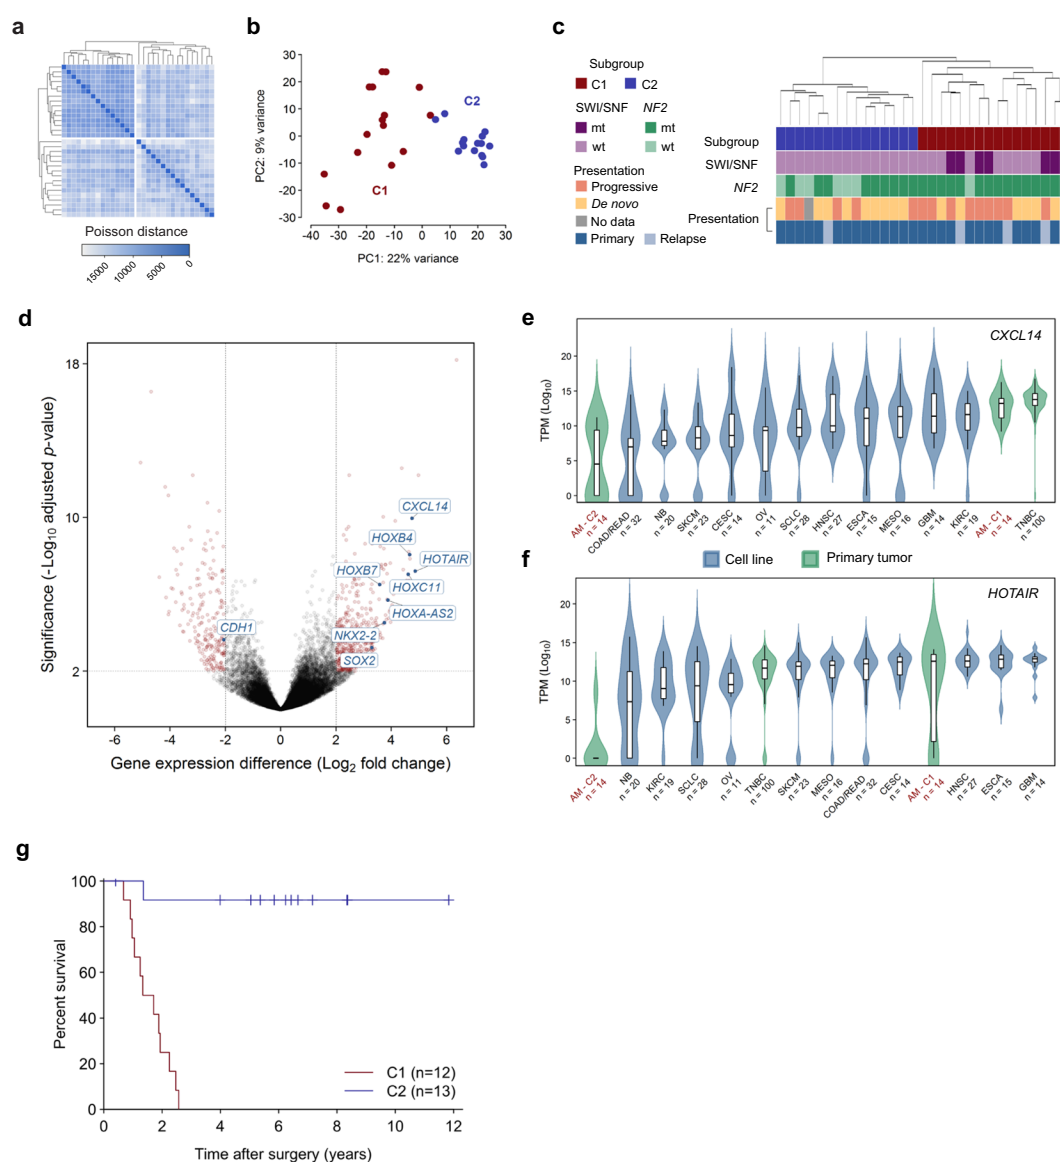 a
Poisson distance
15000
10000
5000
0
b
PC2: 9% variance
30
20
10
0
-10
-20
-30
C2
C1
-40
-30
-20
-10
0
10
20
30
PC1: 22% variance
c
Subgroup
C1 C2
SWI/SNF NF2
mt mt
wt wt
Presentation
Progressive
De novo
No data
Primary Relapse
Subgroup
SWI/SNF
NF2
Presentation
d
Significance (-Log10 adjusted p-value)
18
10
2
CXCL14
HOXB4
HOTAIR
HOXB7
HOXC11
HOXA-AS2
CDH1
NKX2-2
SOX2
-6 -4 -2 0 2 4 6
Gene expression difference (Log2 fold change)
e
CXCL14
TPM (Log10)
20
15
10
5
0
AM - C2
n = 14
COAD/READ
n = 32
NB
n = 20
SKCM
n = 23
CESC
n = 14
OV
n = 11
SCLC
n = 28
HNSC
n = 27
ESCA
n = 15
MESO
n = 16
GBM
n = 14
KIRC
n = 19
AM - C1
n = 14
TNBC
n = 100
f
Cell line Primary tumor
HOTAIR
TPM (Log10)
20
15
10
5
0
AM - C2
n = 14
NB
n = 20
KIRC
n = 19
SCLC
n = 28
OV
n = 11
TNBC
n = 100
SKCM
n = 23
MESO
n = 16
COAD/READ
n = 32
CESC
n = 14
AM - C1
n = 14
HNSC
n = 27
ESCA
n = 15
GBM
n = 14
g
Percent survival
100
80
60
40
20
0
C1 (n=12)
C2 (n=13)
0 2 4 6 8 10 12
Time after surgery (years)